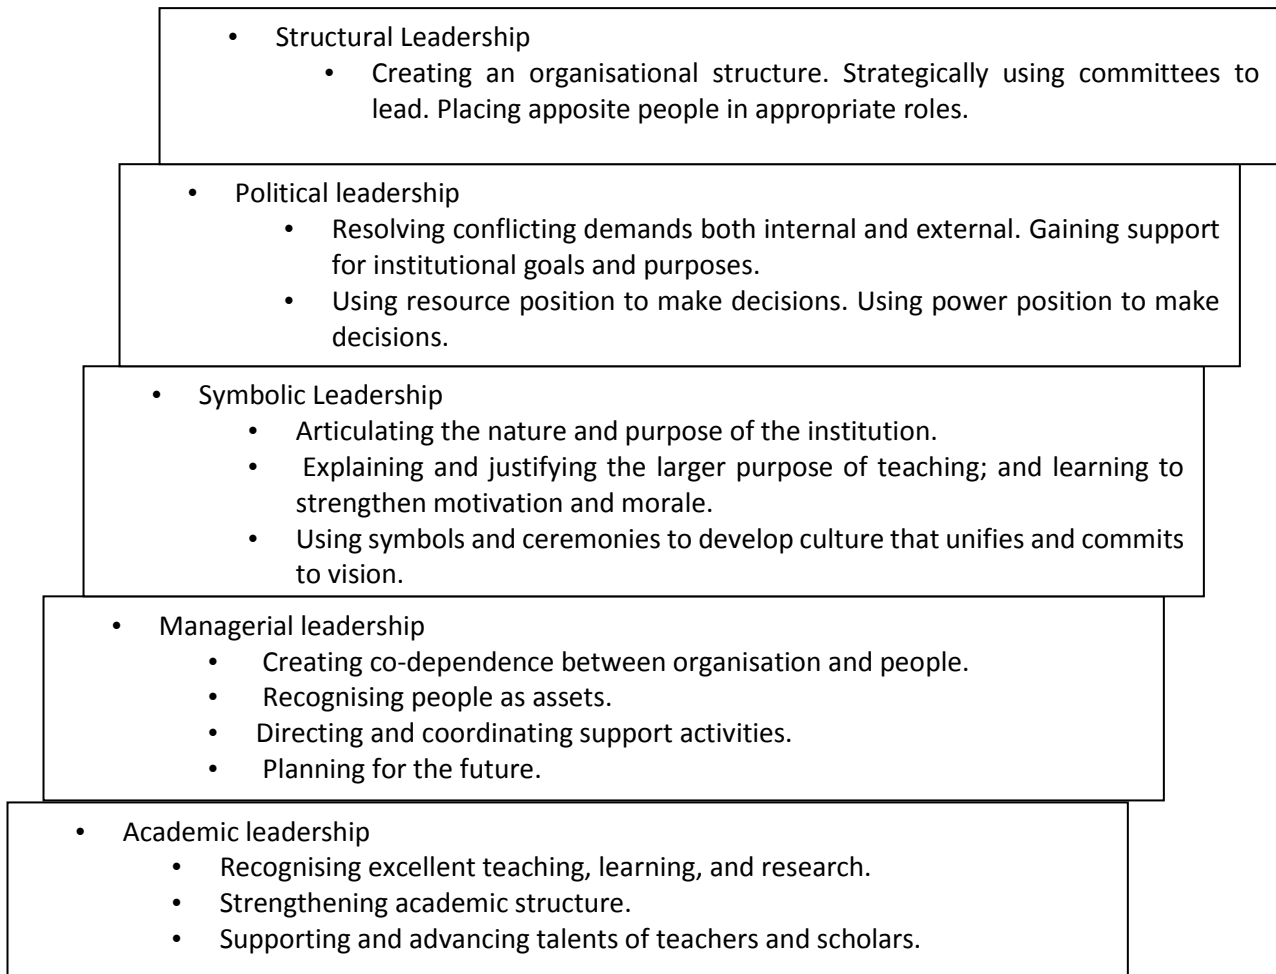 • Structural Leadership
• Creating an organisational structure. Strategically using committees to
lead. Placing apposite people in appropriate roles.
• Political leadership
• Resolving conflicting demands both internal and external. Gaining support
for institutional goals and purposes.
• Using resource position to make decisions. Using power position to make
decisions.
• Symbolic Leadership
• Articulating the nature and purpose of the institution.
• Explaining and justifying the larger purpose of teaching; and learning to
strengthen motivation and morale.
• Using symbols and ceremonies to develop culture that unifies and commits
to vision.
• Managerial leadership
• Creating co-dependence between organisation and people.
• Recognising people as assets.
• Directing and coordinating support activities.
• Planning for the future.
• Academic leadership
• Recognising excellent teaching, learning, and research.
• Strengthening academic structure.
• Supporting and advancing talents of teachers and scholars.